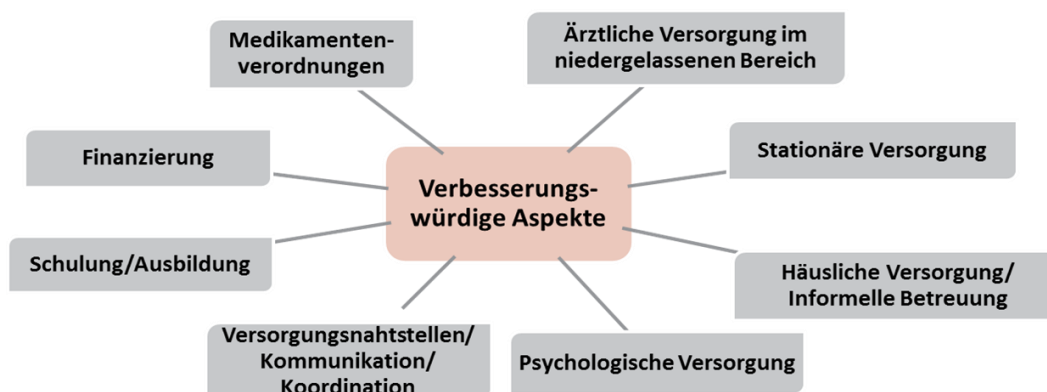 Medikamenten-
verordnungen
Ärztliche Versorgung im
niedergelassenen Bereich
Finanzierung
Stationäre Versorgung
Verbesserungs-
würdige Aspekte
Schulung/Ausbildung
Häusliche Versorgung/
Informelle Betreuung
Versorgungsnahtstellen/
Kommunikation/
Koordination
Psychologische Versorgung